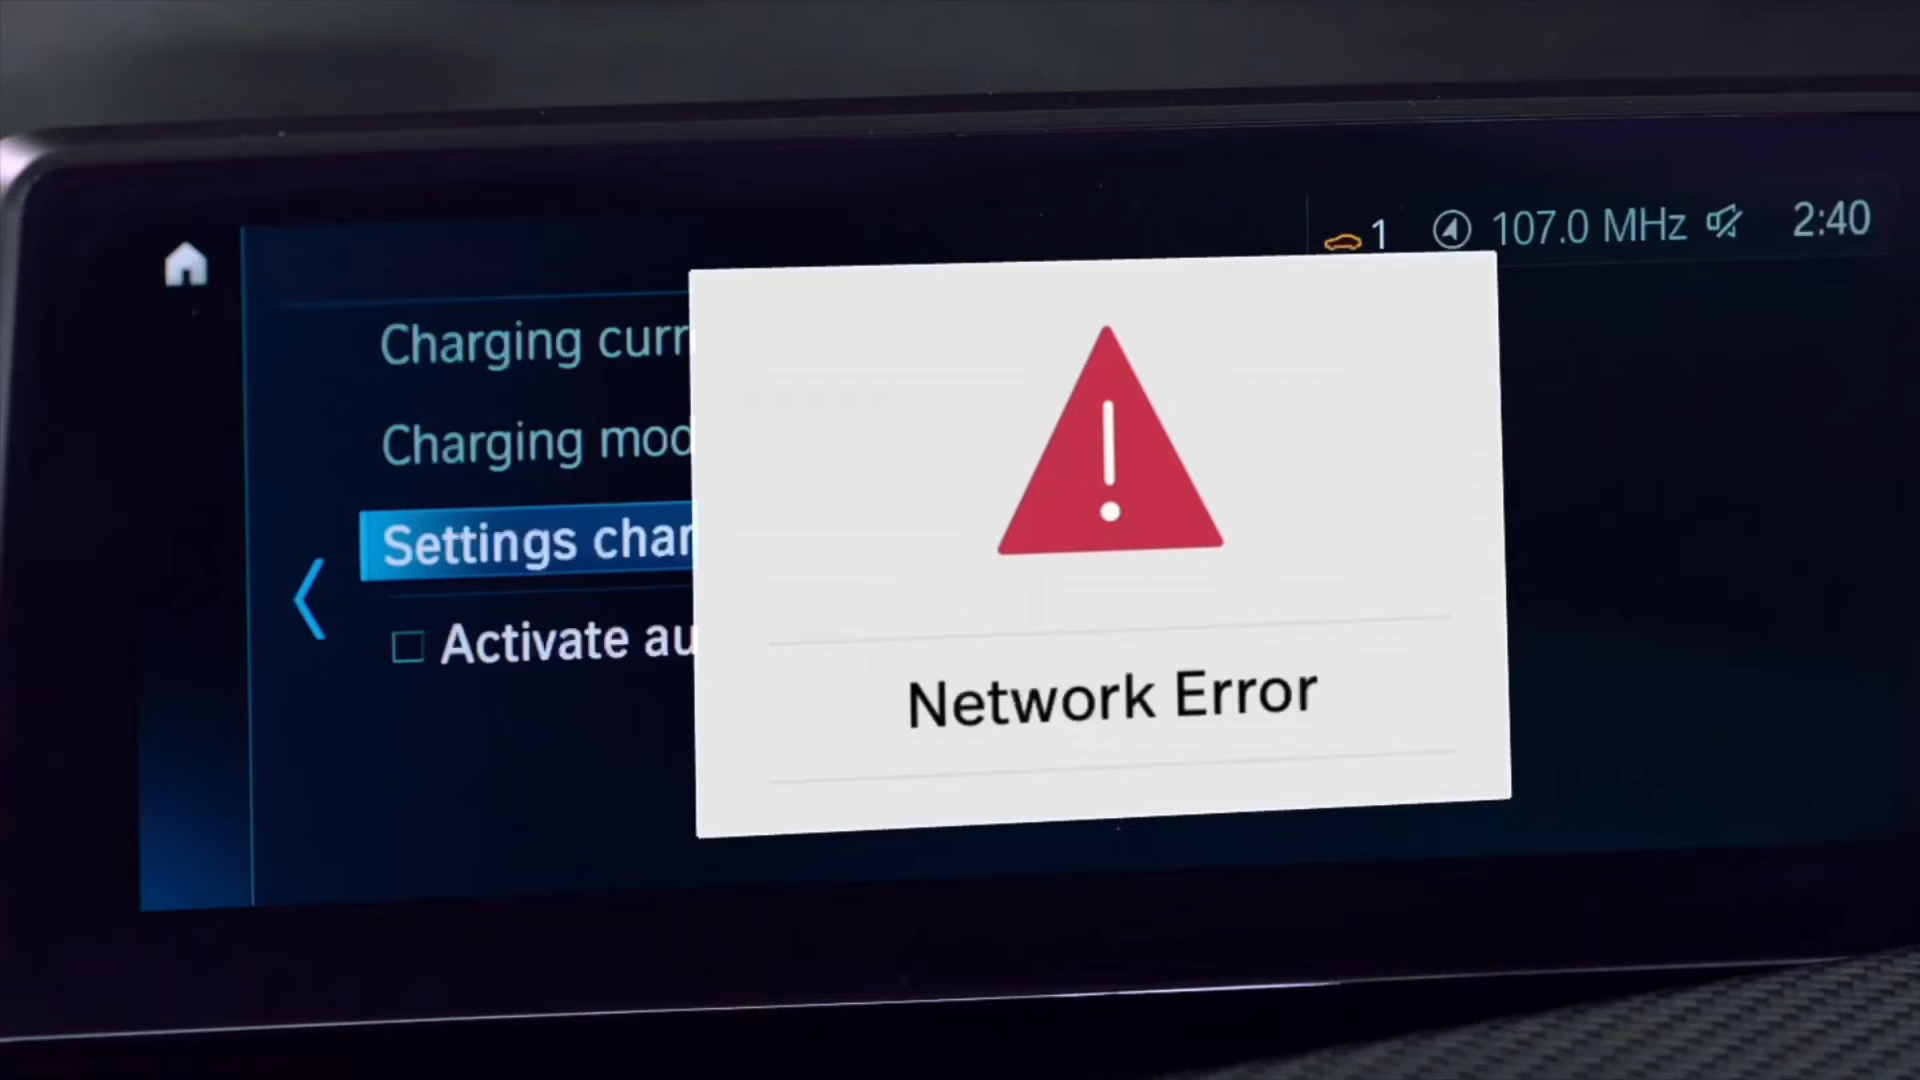 1 107.0 MHz 2:40
Charging curr
Charging mod
Settings char
Activate au
Network Error